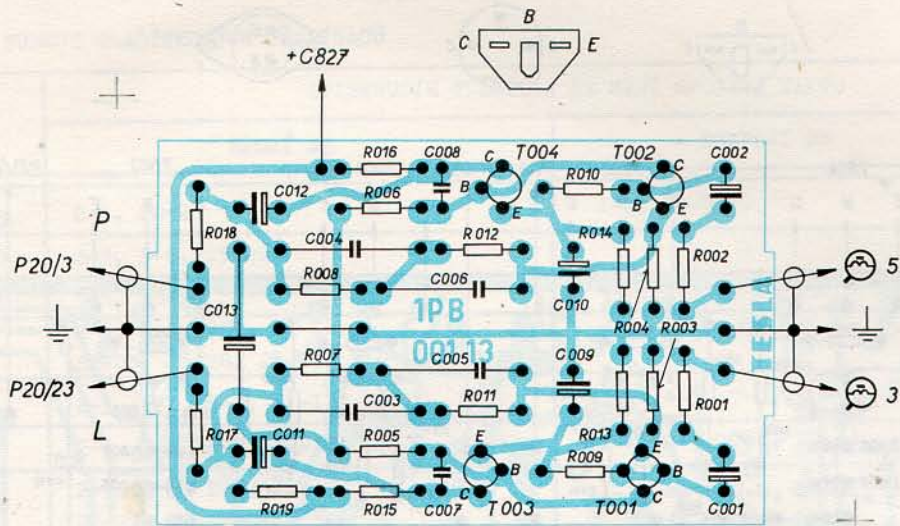 B
C E
+C827
R016 C008 T004 T002 C002
C C
C012 R006 B R010 B
E E
P R018 C004 R012 R014 R002
P20/3 R008 C006 C010 R004 5
1PB
C013 R003
001 13 TESLA
R007 C005 C009
P20/23 C003 R011 R001 3
L R017 C011 R005 E R013 E
B R009 B
C C
R019 R015 C007 T003 T001 C001